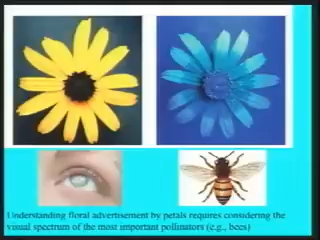 Understanding floral advertisement by petals requires considering the
visual spectrum of the most important pollinators (e.g., bees)